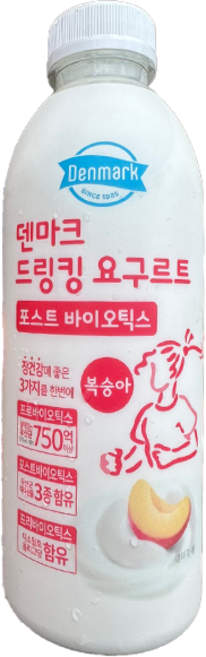 Denmark
SINCE 1985
덴마크
드링킹 요구르트
포스트 바이오틱스
장건강에 좋은
3가지를 한번에
복숭아
프로바이오틱스
750억
포스트바이오틱스
3종 함유
프리바이오틱스
함유